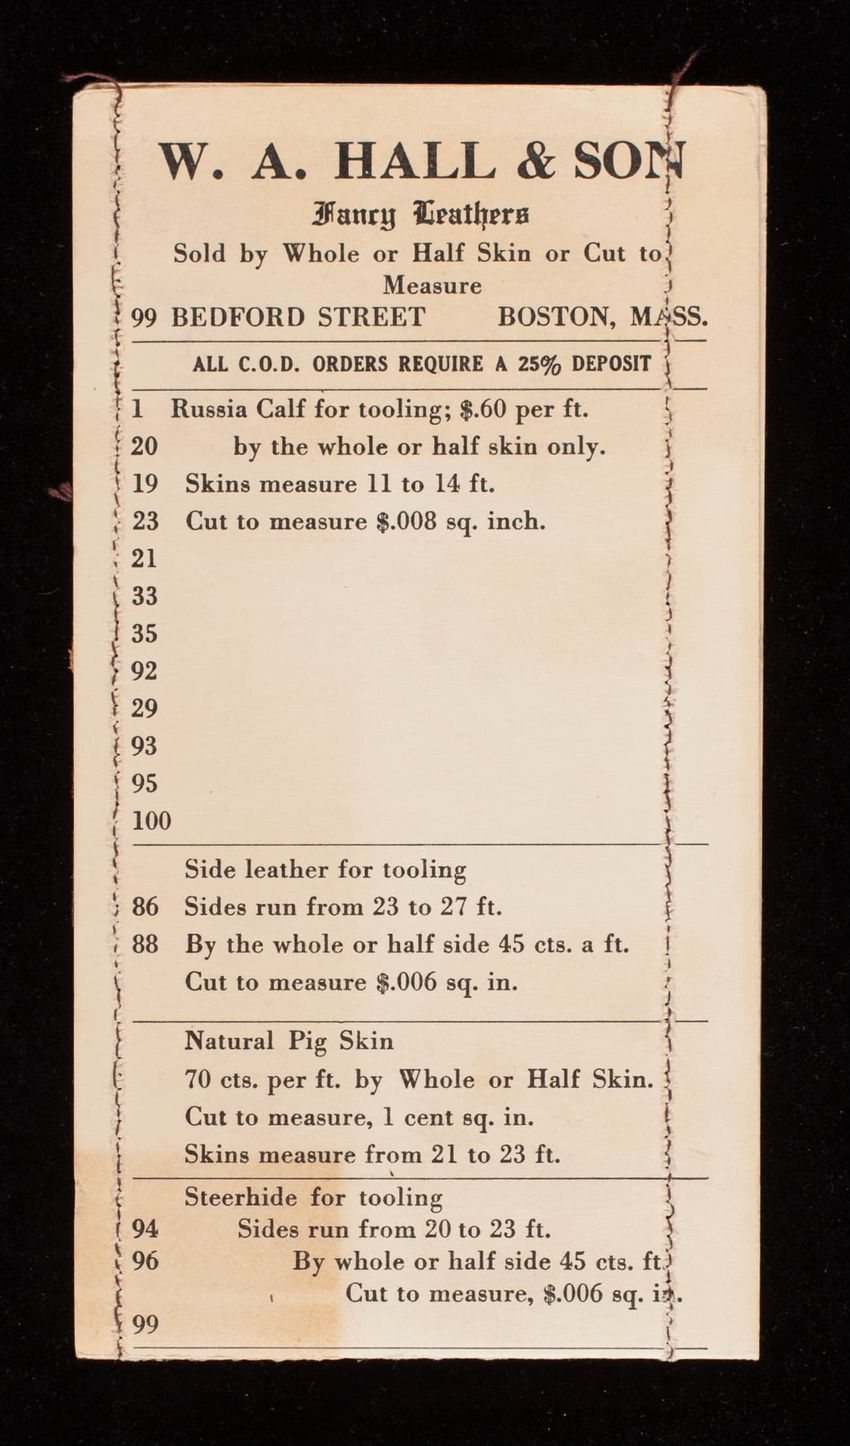 W. A. HALL & SON
Fancy Leathers
Sold by Whole or Half Skin or Cut to
Measure
99 BEDFORD STREET BOSTON, MASS.
ALL C.O.D. ORDERS REQUIRE A 25% DEPOSIT
1 Russia Calf for tooling; $.60 per ft.
20 by the whole or half skin only.
19 Skins measure 11 to 14 ft.
23 Cut to measure $.008 sq. inch.
21
33
35
92
29
93
95
100
Side leather for tooling
86 Sides run from 23 to 27 ft.
88 By the whole or half side 45 cts. a ft.
Cut to measure $.006 sq. in.
Natural Pig Skin
70 cts. per ft. by Whole or Half Skin.
Cut to measure, 1 cent sq. in.
Skins measure from 21 to 23 ft.
Steerhide for tooling
94 Sides run from 20 to 23 ft.
96 By whole or half side 45 cts. ft.
Cut to measure, $.006 sq. in.
99